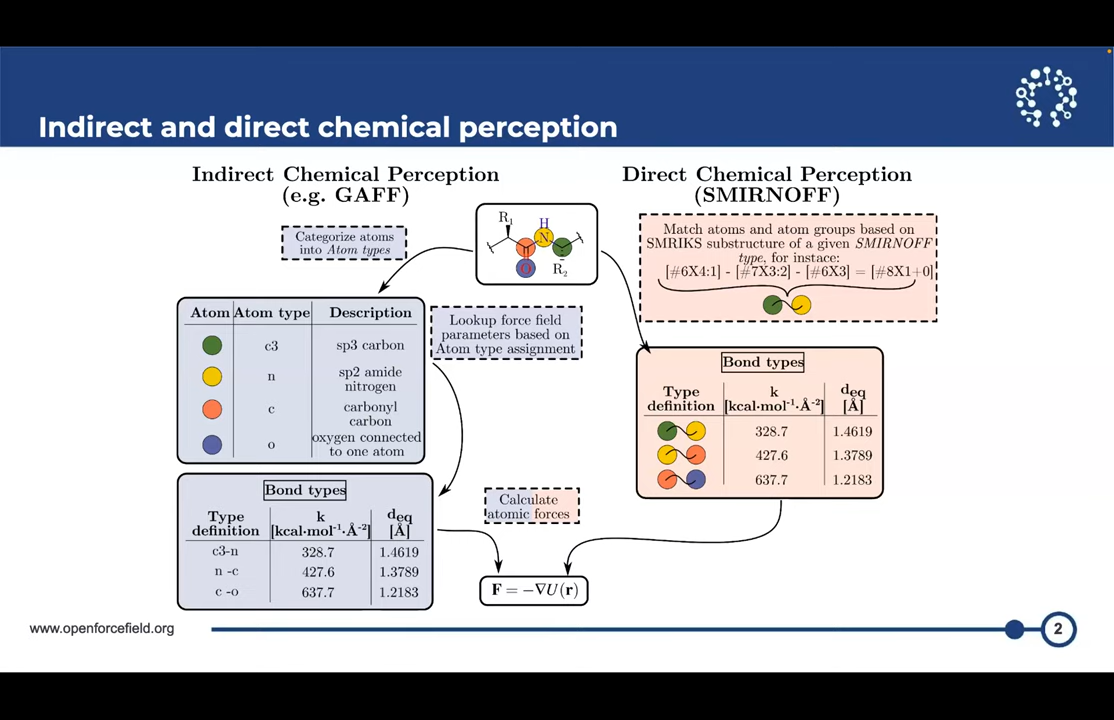 Indirect and direct chemical perception
Indirect Chemical Perception
(e.g. GAFF)
Direct Chemical Perception
(SMIRNOFF)
Categorize atoms
into Atom types
R1
H
N
O
R2
Match atoms and atom groups based on
SMRIKS substructure of a given SMIRNOFF
type, for instace:
[#6X4:1] - [#7X3:2] - [#6X3] = [#8X1+0]
Atom Atom type Description
c3 sp3 carbon
n sp2 amide
nitrogen
c carbonyl
carbon
o oxygen connected
to one atom
Lookup force field
parameters based on
Atom type assignment
Bond types
Type
definition
k
[kcal·mol⁻¹·Å⁻²]
deq
[Å]
328.7 1.4619
427.6 1.3789
637.7 1.2183
Bond types
Type
definition
k
[kcal·mol⁻¹·Å⁻²]
deq
[Å]
c3-n 328.7 1.4619
n -c 427.6 1.3789
c -o 637.7 1.2183
Calculate
atomic forces
F = −∇U(r)
www.openforcefield.org
2